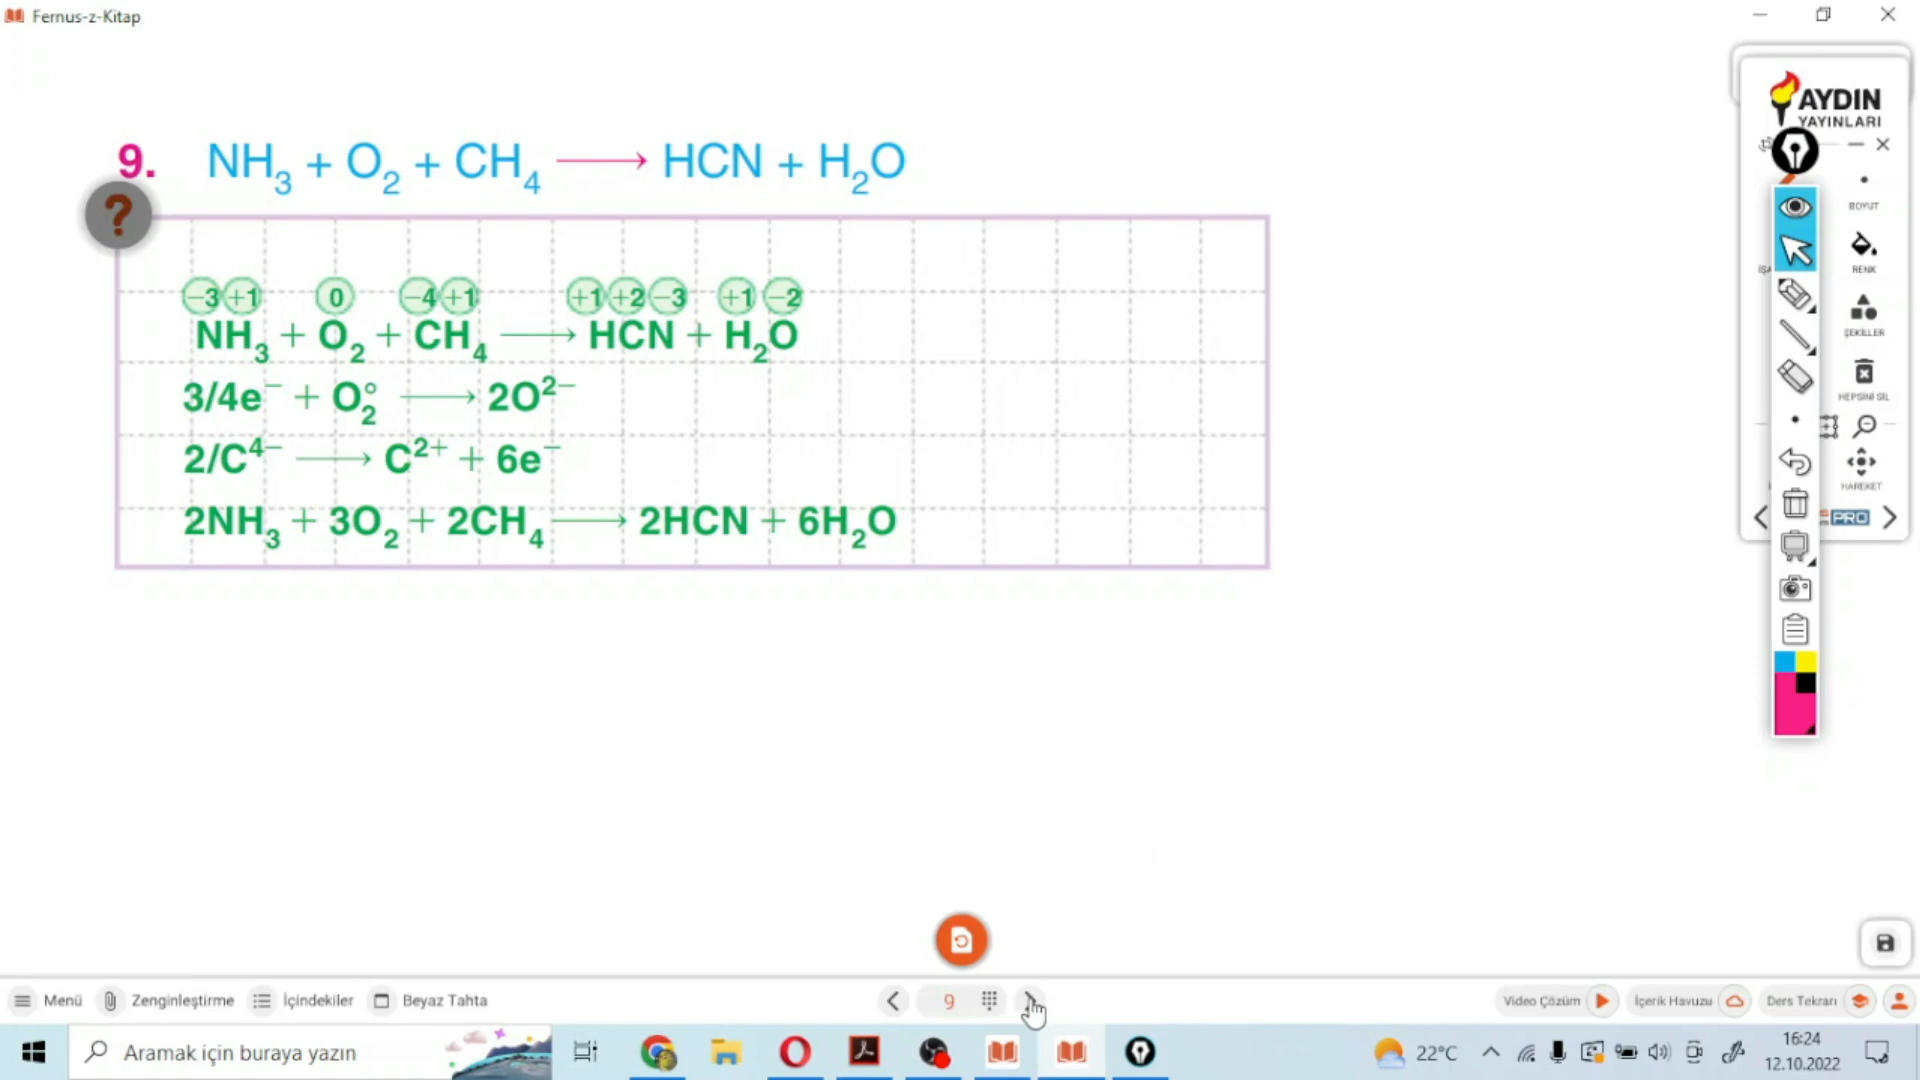 Fernus-z-Kitap
AYDIN
YAYINLARI
9. NH₃ + O₂ + CH₄ ⟶ HCN + H₂O
?
−3 +1 0 −4 +1 +1 +2 −3 +1 −2
NH₃ + O₂ + CH₄ ⟶ HCN + H₂O
3/4e⁻ + O₂° ⟶ 2O²⁻
2/C⁴⁻ ⟶ C²⁺ + 6e⁻
2NH₃ + 3O₂ + 2CH₄ ⟶ 2HCN + 6H₂O
BOYUT
RENK
ŞEKİLLER
HEPSİNİ SİL
HAREKET
PRO
Menü Zenginleştirme İçindekiler Beyaz Tahta 9 Video Çözüm İçerik Havuzu Ders Tekrarı
Aramak için buraya yazın 22°C 16:24
12.10.2022